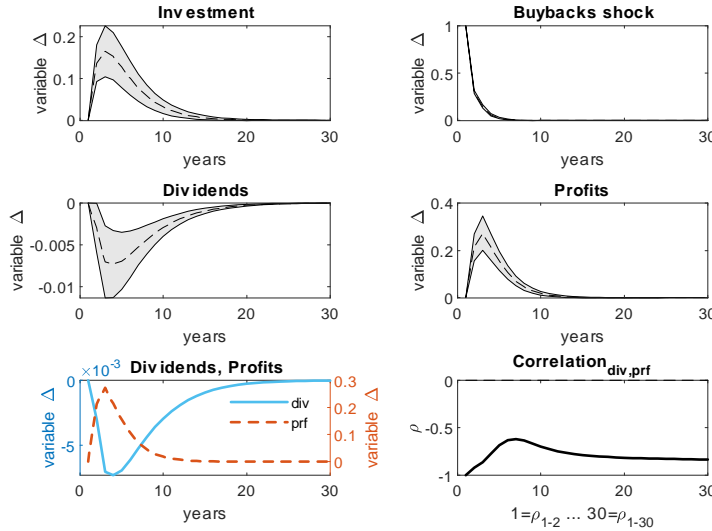 Investment
Buybacks shock
variable Δ
0.2
0.1
0
0 10 20 30
years
variable Δ
1
0.5
0
0 10 20 30
years
Dividends
Profits
variable Δ
0
-0.005
-0.01
0 10 20 30
years
variable Δ
0.4
0.2
0
0 10 20 30
years
Dividends, Profits
Correlation_div,prf
×10^-3
variable Δ
0
-5
0 10 20 30
years
div
prf
0.3
0.2
0.1
0
variable Δ
ρ
0
-0.5
-1
0 10 20 30
1=ρ_1-2 ... 30=ρ_1-30